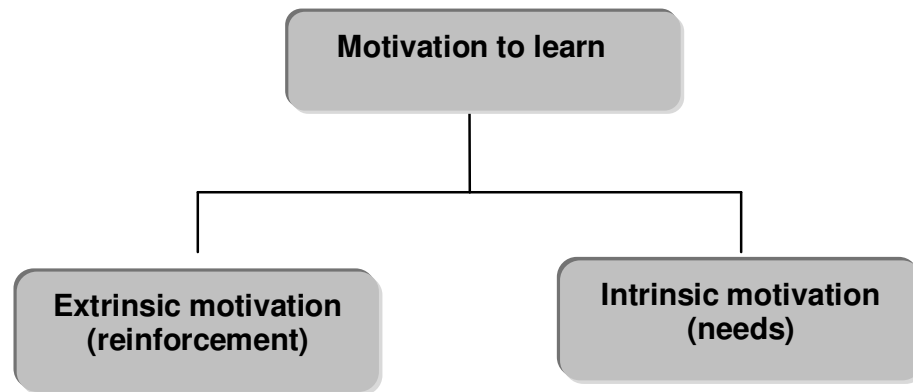 Motivation to learn
Extrinsic motivation
(reinforcement)
Intrinsic motivation
(needs)